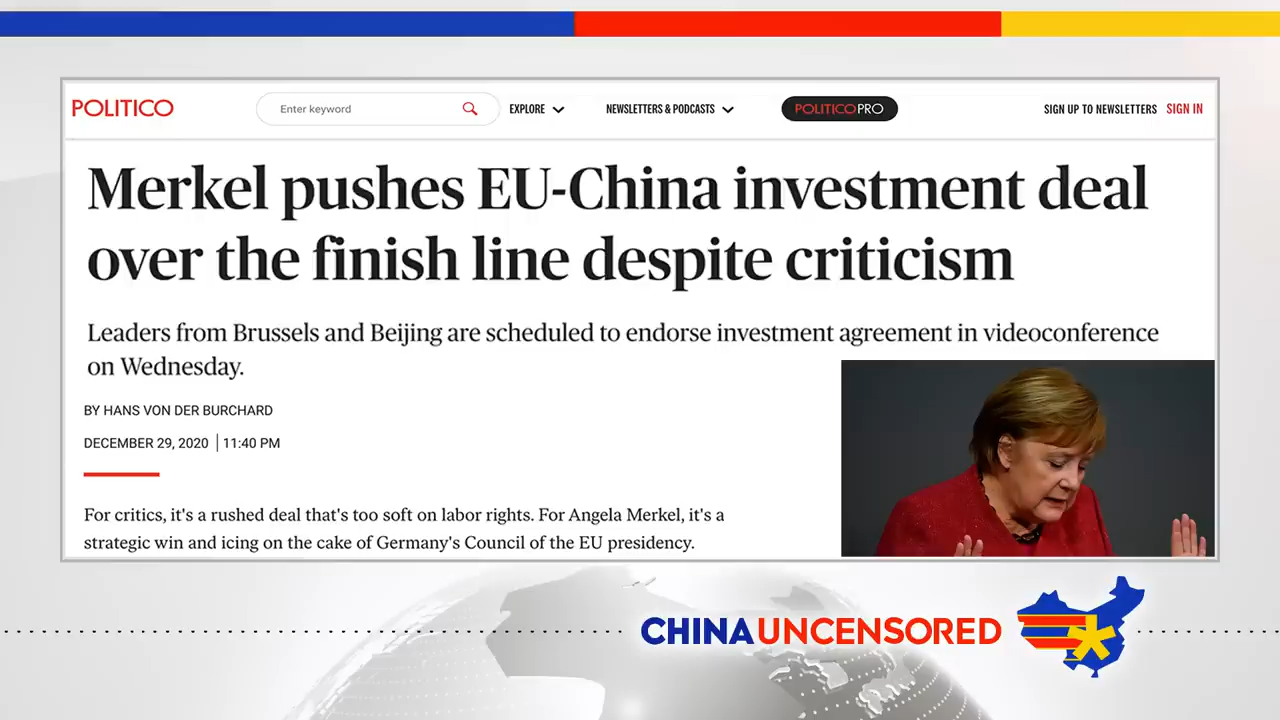 POLITICO
Enter keyword
EXPLORE
NEWSLETTERS & PODCASTS
POLITICOPRO
SIGN UP TO NEWSLETTERS
SIGN IN
Merkel pushes EU-China investment deal
over the finish line despite criticism
Leaders from Brussels and Beijing are scheduled to endorse investment agreement in videoconference
on Wednesday.
BY HANS VON DER BURCHARD
DECEMBER 29, 2020 | 11:40 PM
For critics, it's a rushed deal that's too soft on labor rights. For Angela Merkel, it's a
strategic win and icing on the cake of Germany's Council of the EU presidency.
CHINA UNCENSORED